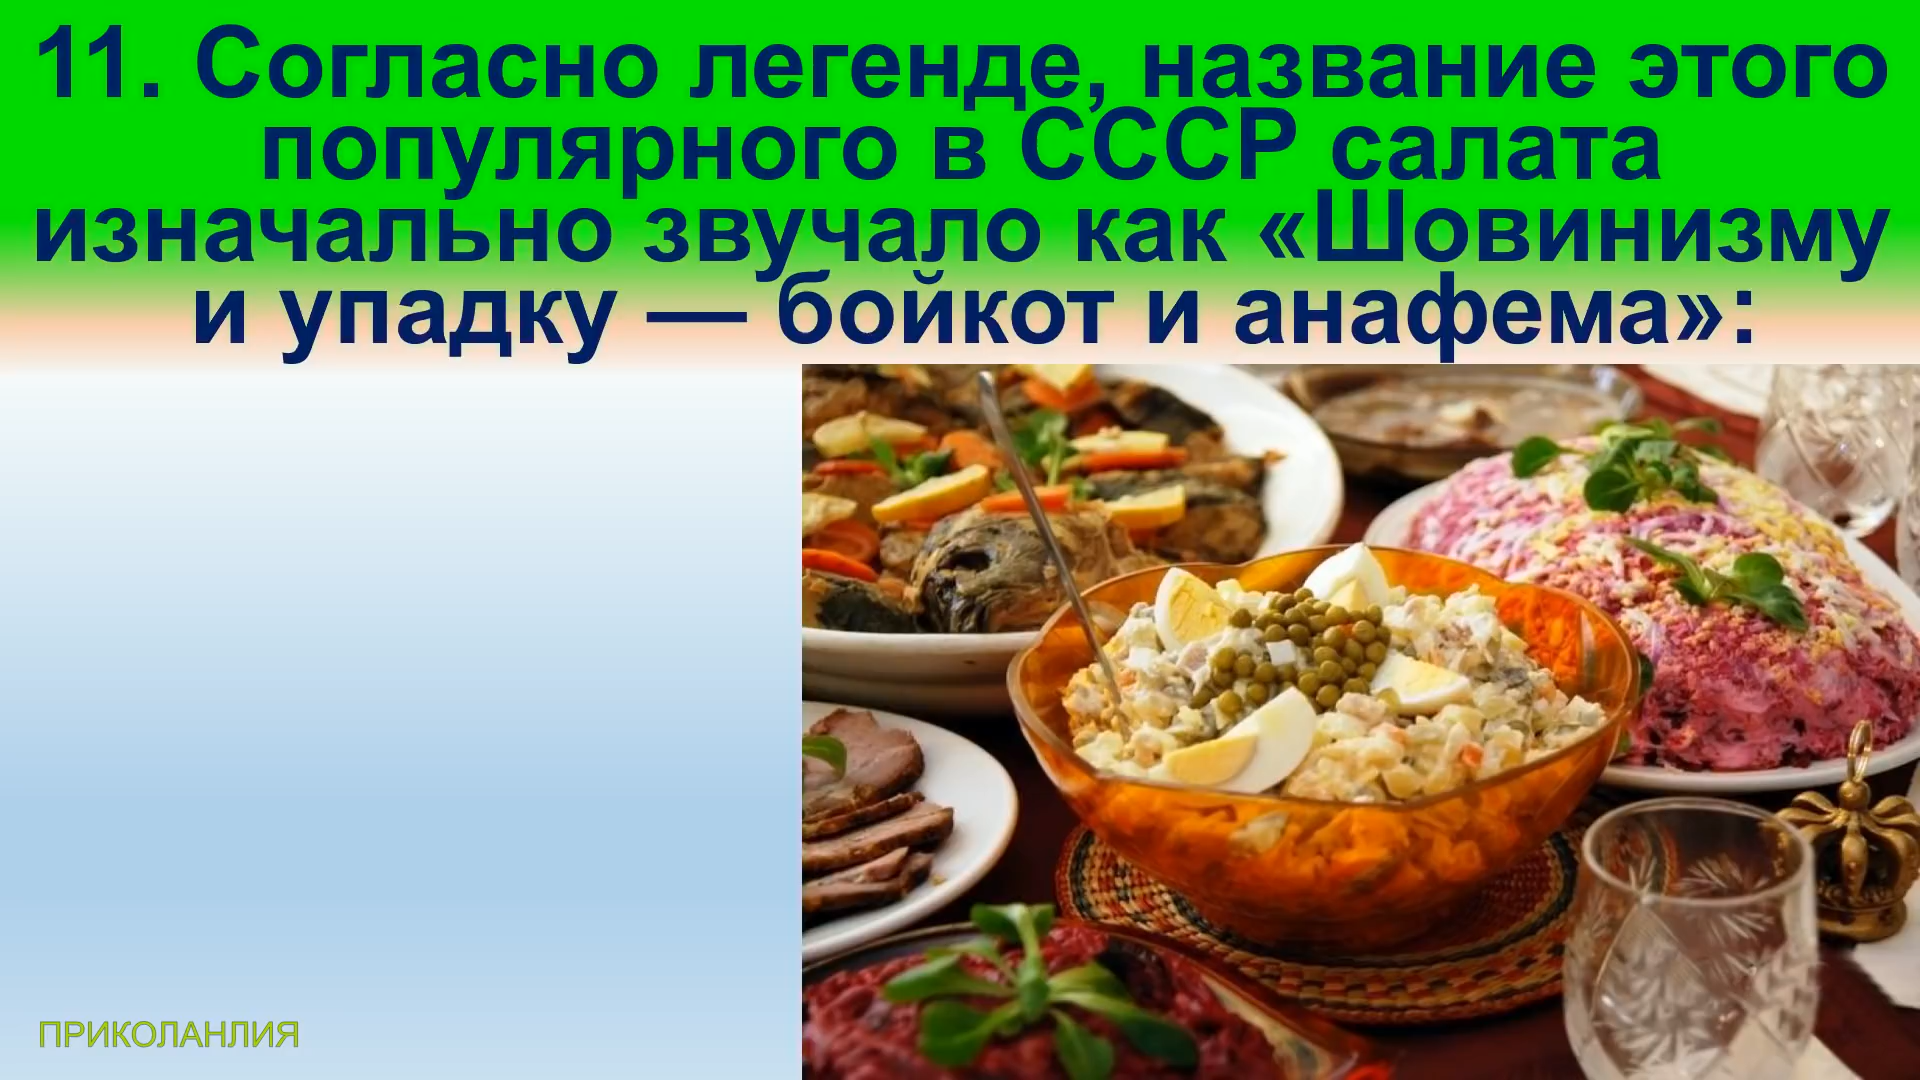 11. Согласно легенде, название этого
популярного в СССР салата
изначально звучало как «Шовинизму
и упадку — бойкот и анафема»:
ПРИКОЛАНЛИЯ